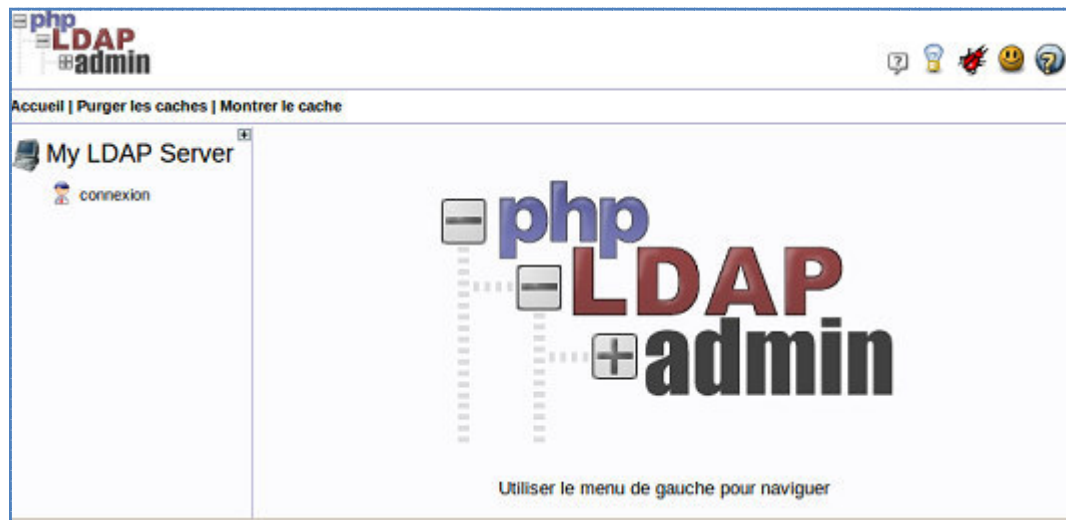 php
LDAP
admin
Accueil | Purger les caches | Montrer le cache
My LDAP Server
connexion
php
LDAP
admin
Utiliser le menu de gauche pour naviguer